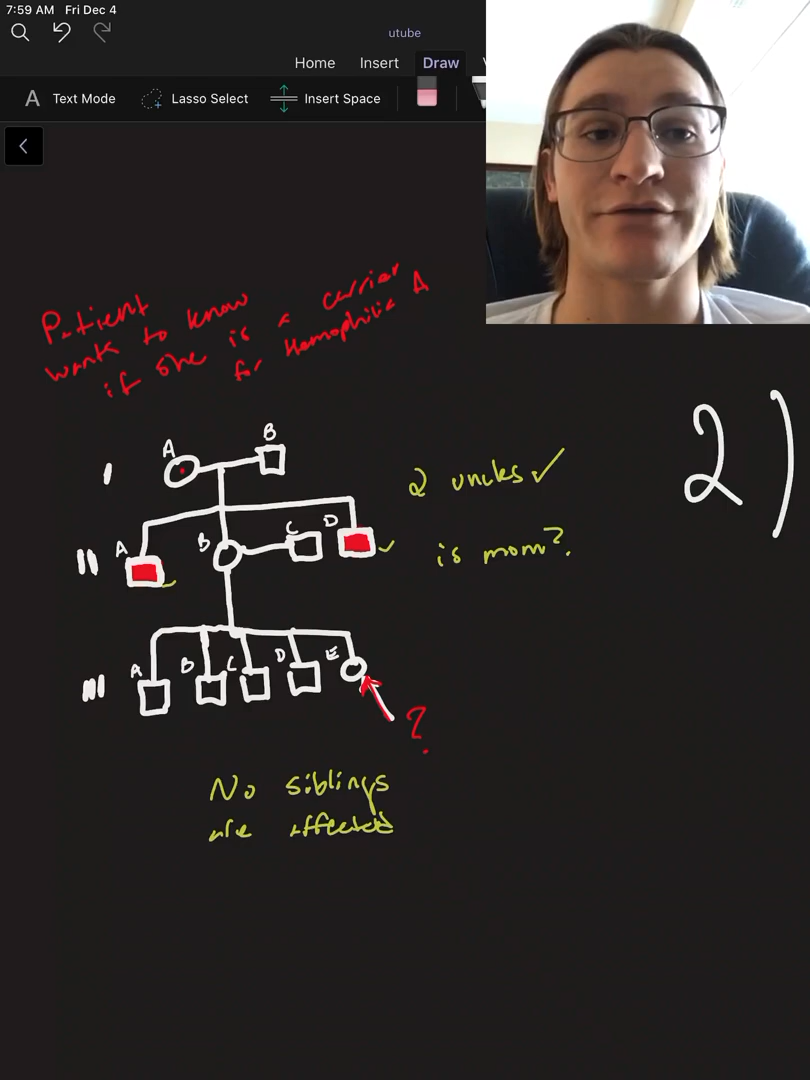 7:59 AM Fri Dec 4
utube
Home Insert Draw
A Text Mode Lasso Select Insert Space
Patient
wants to know
if she is a carrier
for Hemophilia A
2)
I A B
2 uncles ✓
II A B C D
is mom?
III A B C D E
?
No siblings
are affected